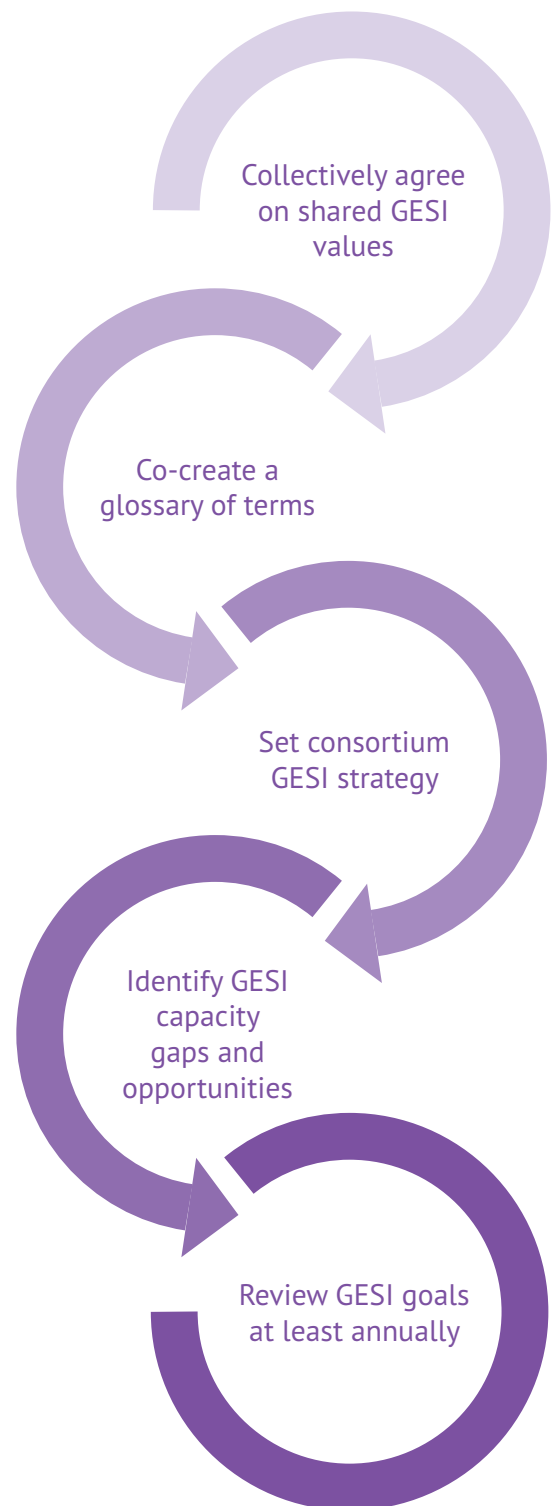 Collectively agree
on shared GESI
values
Co-create a
glossary of terms
Set consortium
GESI strategy
Identify GESI
capacity
gaps and
opportunities
Review GESI goals
at least annually